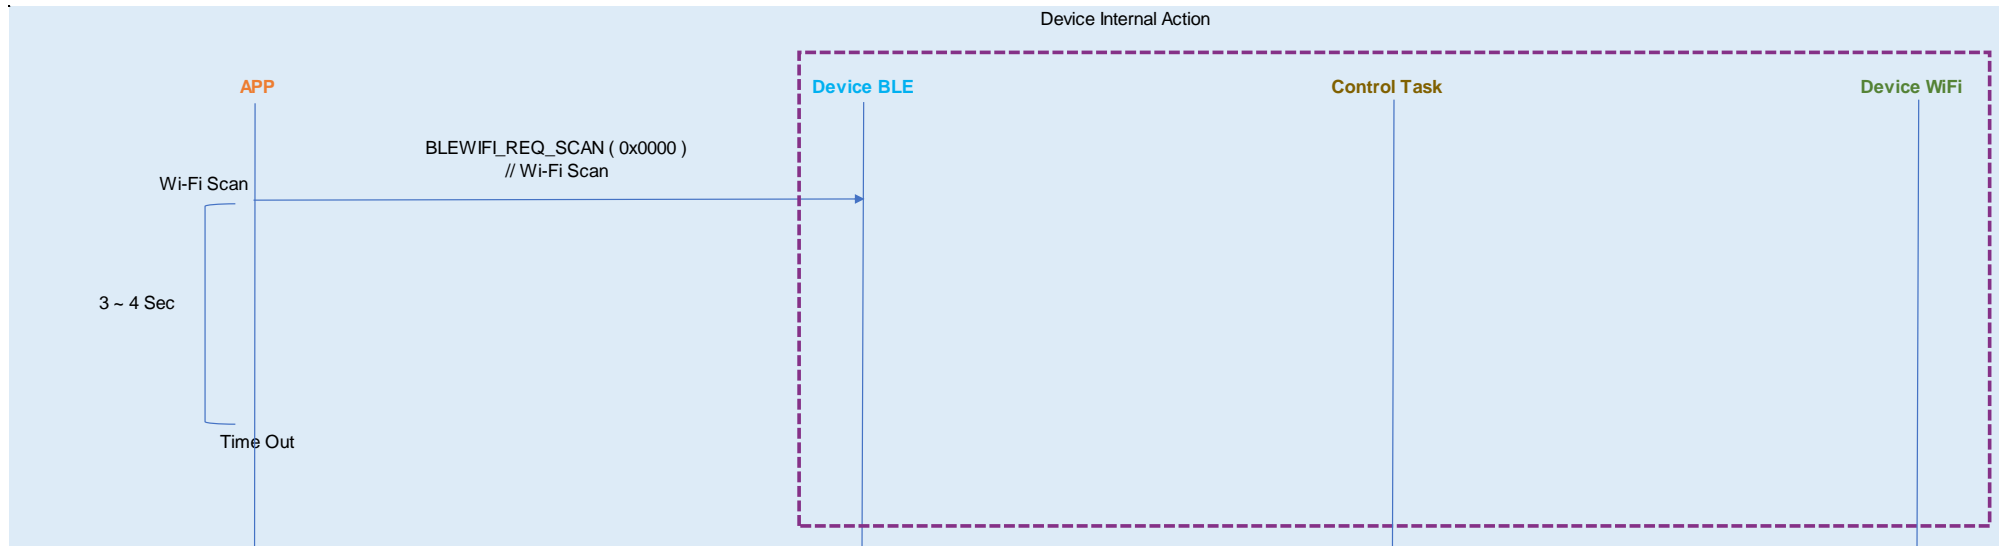 Device Internal Action
APP
Device BLE
Control Task
Device WiFi
BLEWIFI_REQ_SCAN ( 0x0000 )
// Wi-Fi Scan
Wi-Fi Scan
3 ~ 4 Sec
Time Out